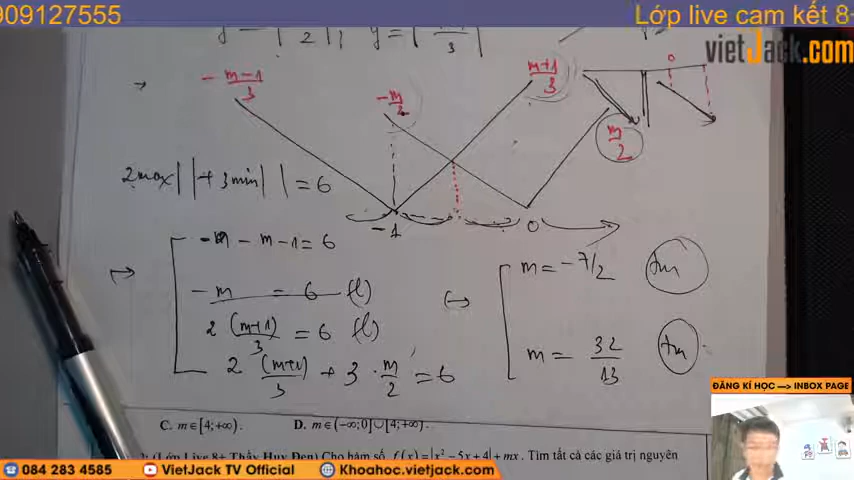 909127555
Lớp live cam kết 8+
vietJack.com
- m-1/3
-m/2
m+1/3
0
m/2
2max| |+3min| | = 6
-1
0
-m - m-1 = 6
-m = 6 (l)
2 (m+1)/3 = 6 (l)
2 (m+1)/3 + 3 . m/2 = 6
m = -7/2 tm
m = 32/13 tm
ĐĂNG KÍ HỌC —> INBOX PAGE
C. m∈[4;+∞). D. m∈(-∞;0]∪[4;+∞).
2: (Lớp Live 8+ Thầy Huy Đen) Cho hàm số f(x)=|x²-5x+4|+mx. Tìm tất cả các giá trị nguyên
084 283 4585 VietJack TV Official Khoahoc.vietjack.com